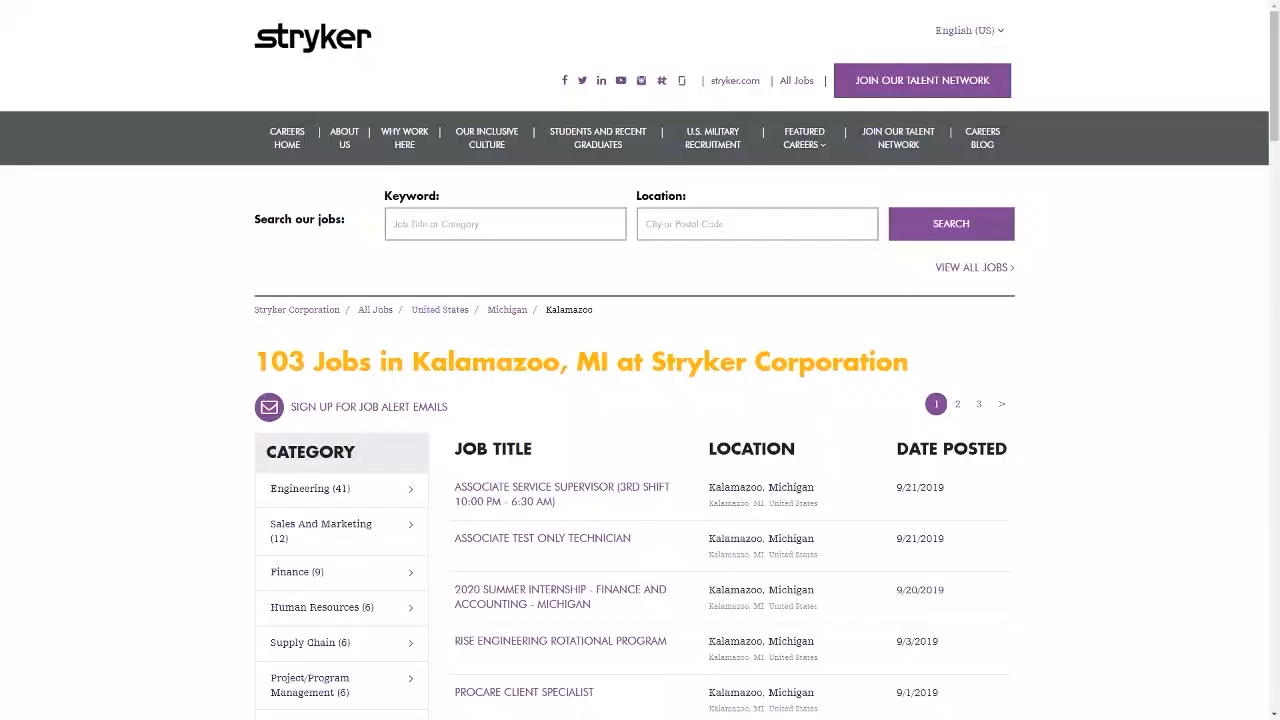 stryker
English (US)
| stryker.com | All Jobs | JOIN OUR TALENT NETWORK
CAREERS HOME | ABOUT US | WHY WORK HERE | OUR INCLUSIVE CULTURE | STUDENTS AND RECENT GRADUATES | U.S. MILITARY RECRUITMENT | FEATURED CAREERS | JOIN OUR TALENT NETWORK | CAREERS BLOG
Search our jobs:
Keyword:
Job Title or Category
Location:
City or Postal Code
SEARCH
VIEW ALL JOBS >
Stryker Corporation / All Jobs / United States / Michigan / Kalamazoo
103 Jobs in Kalamazoo, MI at Stryker Corporation
SIGN UP FOR JOB ALERT EMAILS
1 2 3 >
CATEGORY
Engineering (41)
Sales And Marketing
(12)
Finance (9)
Human Resources (6)
Supply Chain (6)
Project/Program
Management (6)
JOB TITLE LOCATION DATE POSTED
ASSOCIATE SERVICE SUPERVISOR (3RD SHIFT
10:00 PM - 6:30 AM)
Kalamazoo, Michigan
Kalamazoo, MI, United States
9/21/2019
ASSOCIATE TEST ONLY TECHNICIAN
Kalamazoo, Michigan
Kalamazoo, MI, United States
9/21/2019
2020 SUMMER INTERNSHIP - FINANCE AND
ACCOUNTING - MICHIGAN
Kalamazoo, Michigan
Kalamazoo, MI, United States
9/20/2019
RISE ENGINEERING ROTATIONAL PROGRAM
Kalamazoo, Michigan
Kalamazoo, MI, United States
9/3/2019
PROCARE CLIENT SPECIALIST
Kalamazoo, Michigan
Kalamazoo, MI, United States
9/1/2019